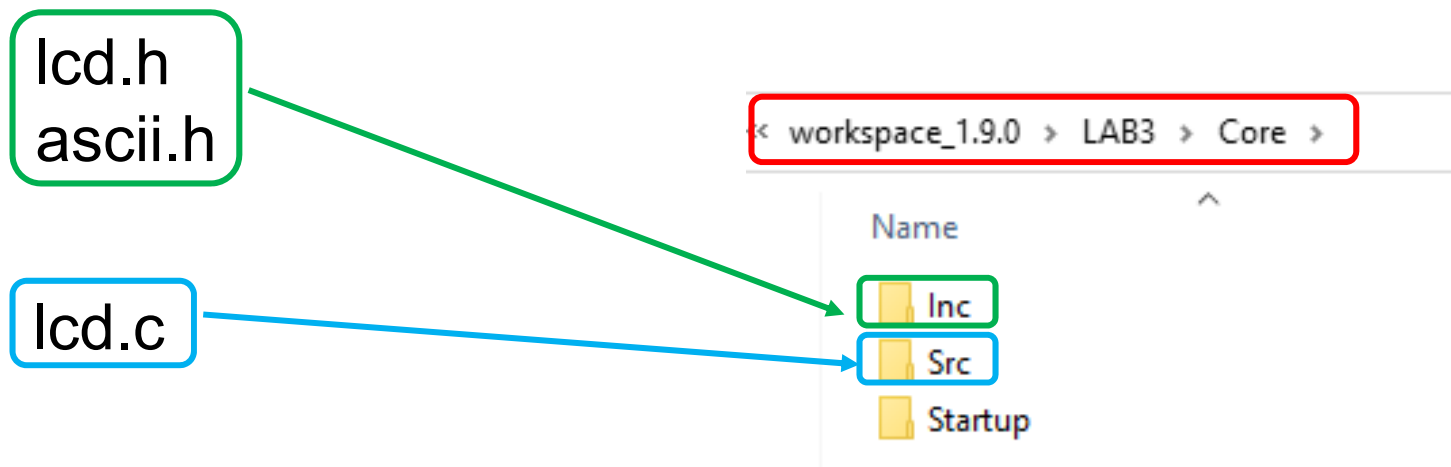 lcd.h
ascii.h
lcd.c
« workspace_1.9.0 > LAB3 > Core >
Name
Inc
Src
Startup